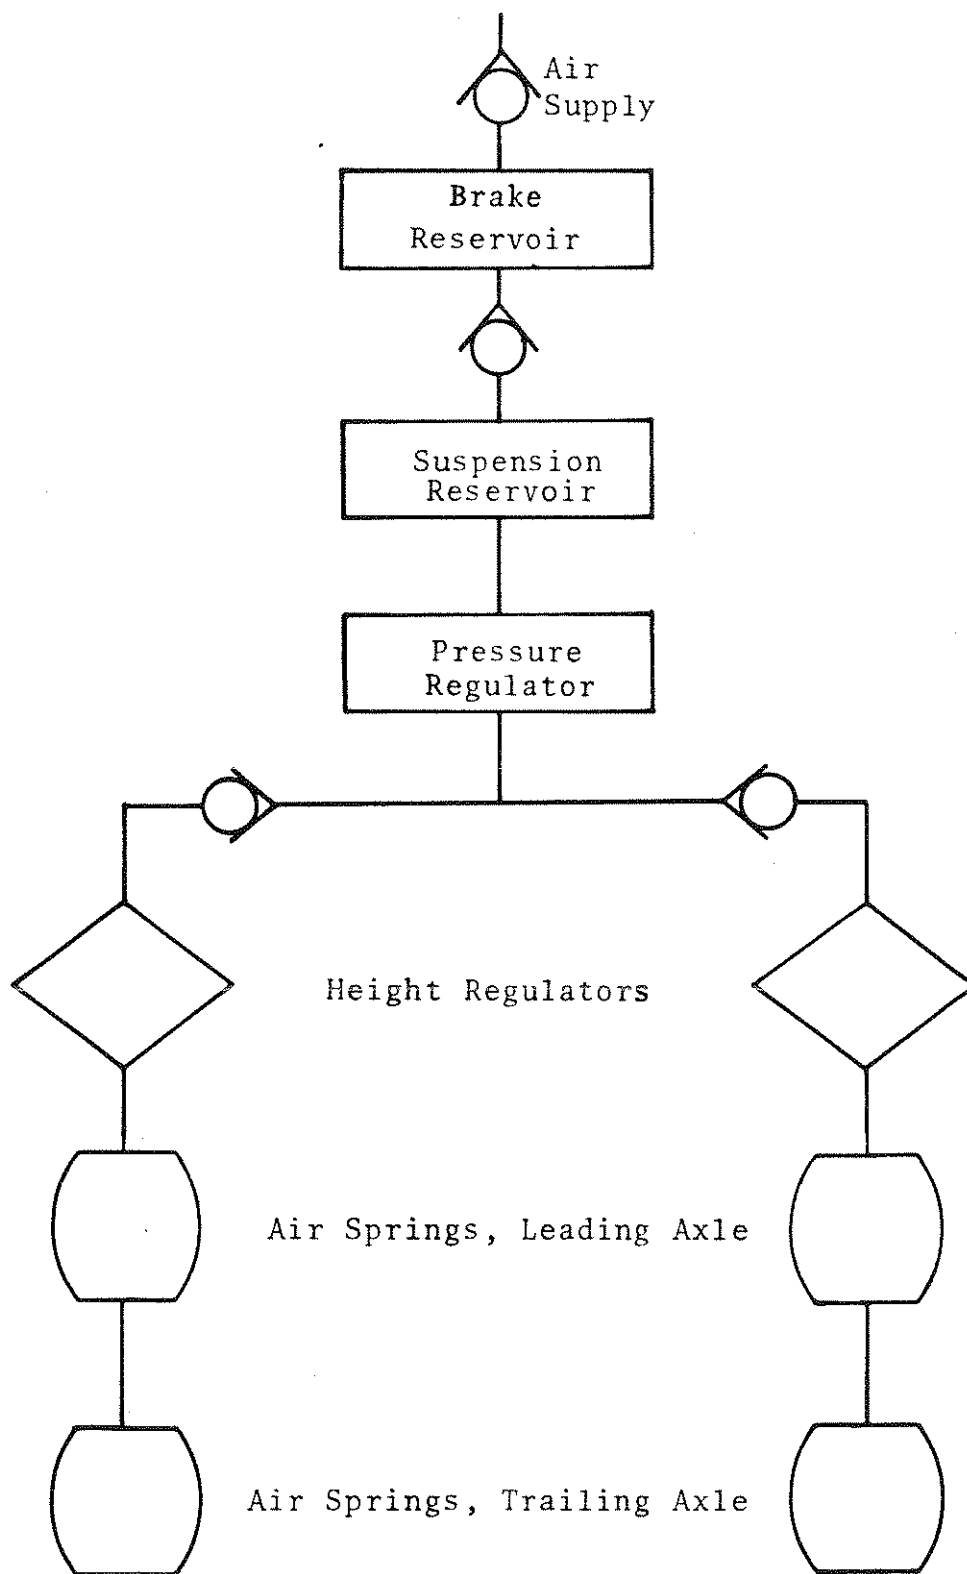 Air
Supply
Brake
Reservoir
Suspension
Reservoir
Pressure
Regulator
Height Regulators
Air Springs, Leading Axle
Air Springs, Trailing Axle